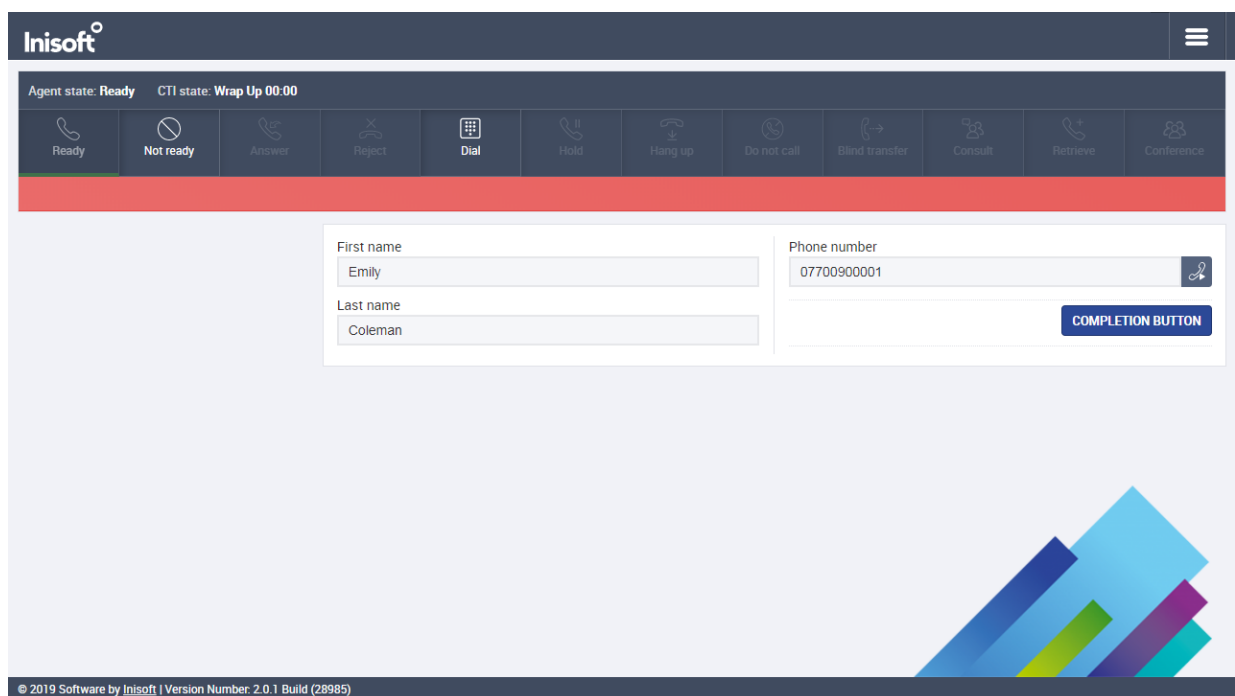 Inisoft
Agent state: Ready CTI state: Wrap Up 00:00
Ready Not ready Answer Reject Dial Hold Hang up Do not call Blind transfer Consult Retrieve Conference
First name Phone number
Emily 07700900001
Last name
Coleman COMPLETION BUTTON
© 2019 Software by Inisoft | Version Number: 2.0.1 Build (28985)